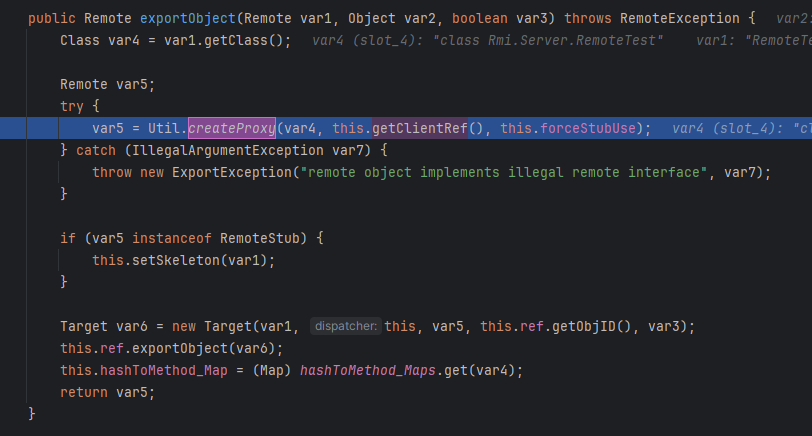 public Remote exportObject(Remote var1, Object var2, boolean var3) throws RemoteException {   var2:
    Class var4 = var1.getClass();   var4 (slot_4): "class Rmi.Server.RemoteTest"    var1: "RemoteTe
    Remote var5;
    try {
        var5 = Util.createProxy(var4, this.getClientRef(), this.forceStubUse);   var4 (slot_4): "cl
    } catch (IllegalArgumentException var7) {
        throw new ExportException("remote object implements illegal remote interface", var7);
    }
    if (var5 instanceof RemoteStub) {
        this.setSkeleton(var1);
    }
    Target var6 = new Target(var1, dispatcher: this, var5, this.ref.getObjID(), var3);
    this.ref.exportObject(var6);
    this.hashToMethod_Map = (Map) hashToMethod_Maps.get(var4);
    return var5;
}